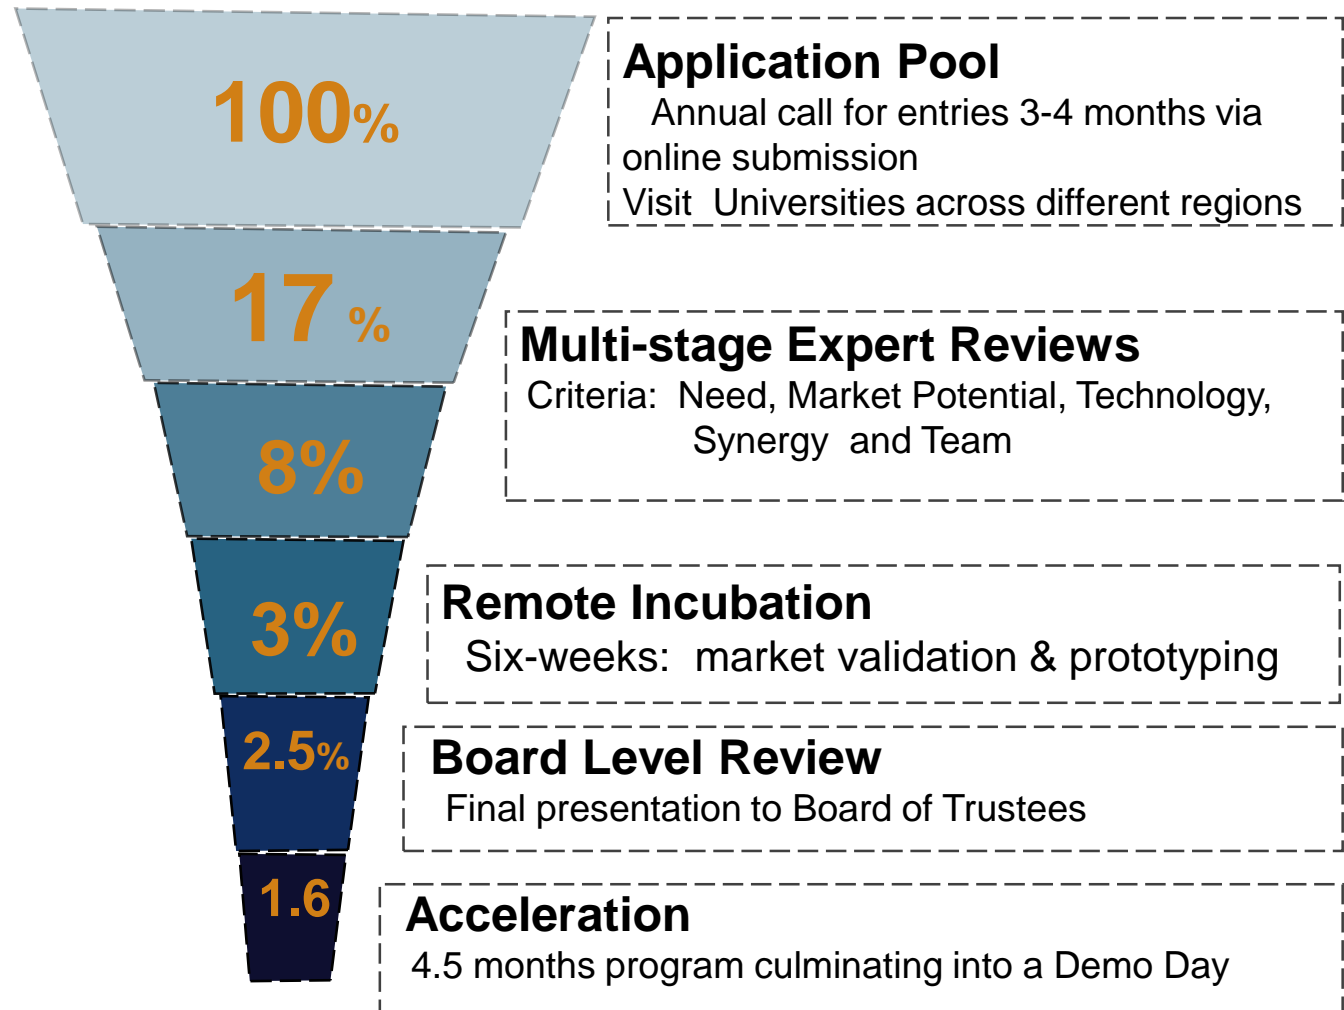 100%
Application Pool
Annual call for entries 3-4 months via
online submission
Visit Universities across different regions
17 %
Multi-stage Expert Reviews
Criteria: Need, Market Potential, Technology,
Synergy and Team
8%
3%
Remote Incubation
Six-weeks: market validation & prototyping
2.5%
Board Level Review
Final presentation to Board of Trustees
1.6
Acceleration
4.5 months program culminating into a Demo Day